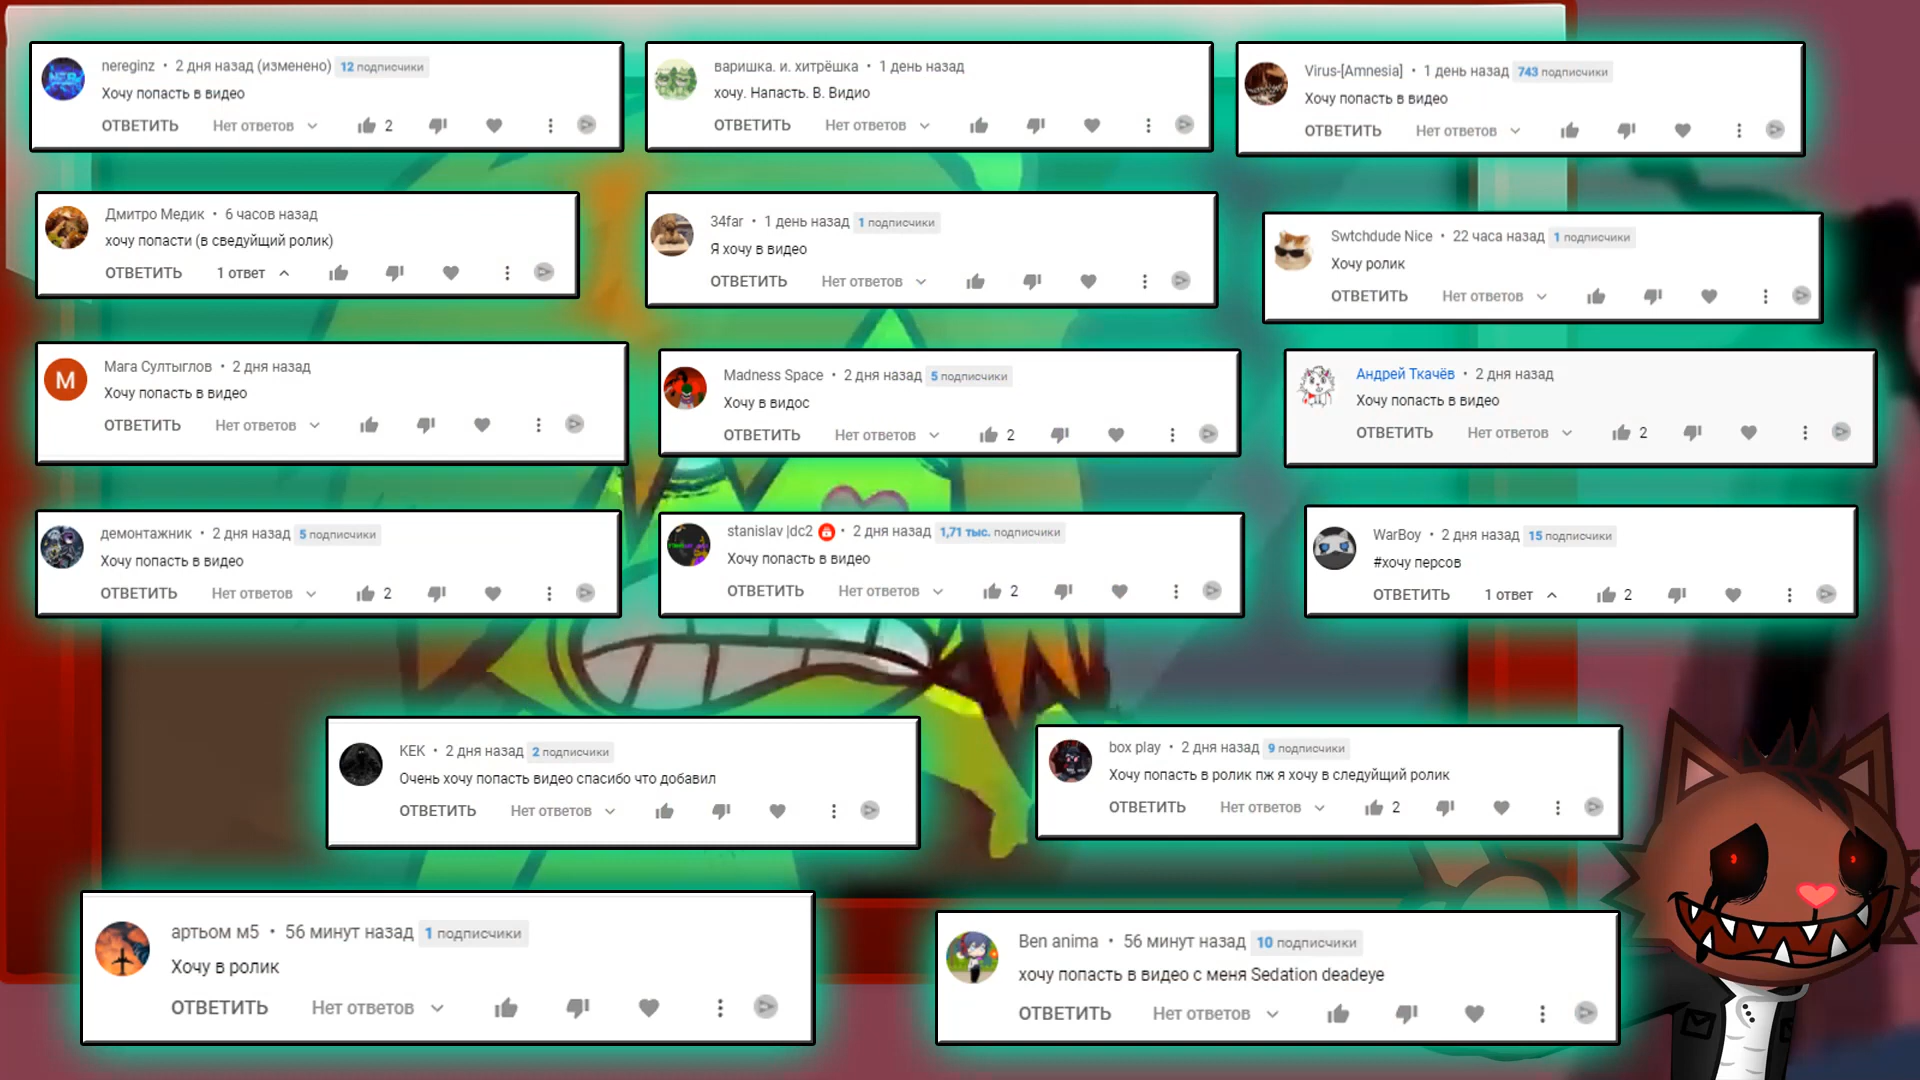 nereginz • 2 дня назад (изменено) 12 подписчики
Хочу попасть в видео
ОТВЕТИТЬ Нет ответов 2
варишка. и. хитрёшка • 1 день назад
хочу. Напасть. В. Видио
ОТВЕТИТЬ Нет ответов
Virus-[Amnesia] • 1 день назад 743 подписчики
Хочу попасть в видео
ОТВЕТИТЬ Нет ответов
Дмитро Медик • 6 часов назад
хочу попасти (в сведуйщий ролик)
ОТВЕТИТЬ 1 ответ
34far • 1 день назад 1 подписчики
Я хочу в видео
ОТВЕТИТЬ Нет ответов
Swtchdude Nice • 22 часа назад 1 подписчики
Хочу ролик
ОТВЕТИТЬ Нет ответов
М
Мага Султыглов • 2 дня назад
Хочу попасть в видео
ОТВЕТИТЬ Нет ответов
Madness Space • 2 дня назад 5 подписчики
Хочу в видос
ОТВЕТИТЬ Нет ответов 2
Андрей Ткачёв • 2 дня назад
Хочу попасть в видео
ОТВЕТИТЬ Нет ответов 2
демонтажник • 2 дня назад 5 подписчики
Хочу попасть в видео
ОТВЕТИТЬ Нет ответов 2
stanislav |dc2 • 2 дня назад 1,71 тыс. подписчики
Хочу попасть в видео
ОТВЕТИТЬ Нет ответов 2
WarBoy • 2 дня назад 15 подписчики
#хочу персов
ОТВЕТИТЬ 1 ответ 2
КЕК • 2 дня назад 2 подписчики
Очень хочу попасть видео спасибо что добавил
ОТВЕТИТЬ Нет ответов
box play • 2 дня назад 9 подписчики
Хочу попасть в ролик пж я хочу в следуйщий ролик
ОТВЕТИТЬ Нет ответов 2
артьом м5 • 56 минут назад 1 подписчики
Хочу в ролик
ОТВЕТИТЬ Нет ответов
Ben anima • 56 минут назад 10 подписчики
хочу попасть в видео с меня Sedation deadeye
ОТВЕТИТЬ Нет ответов